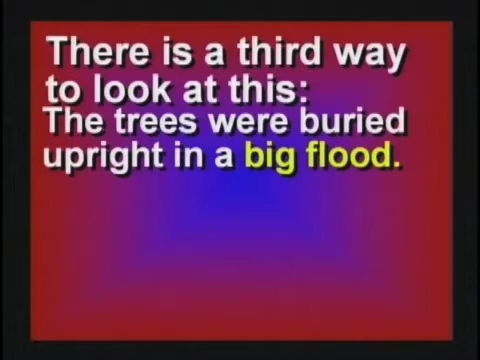 There is a third way
to look at this:
The trees were buried
upright in a big flood.